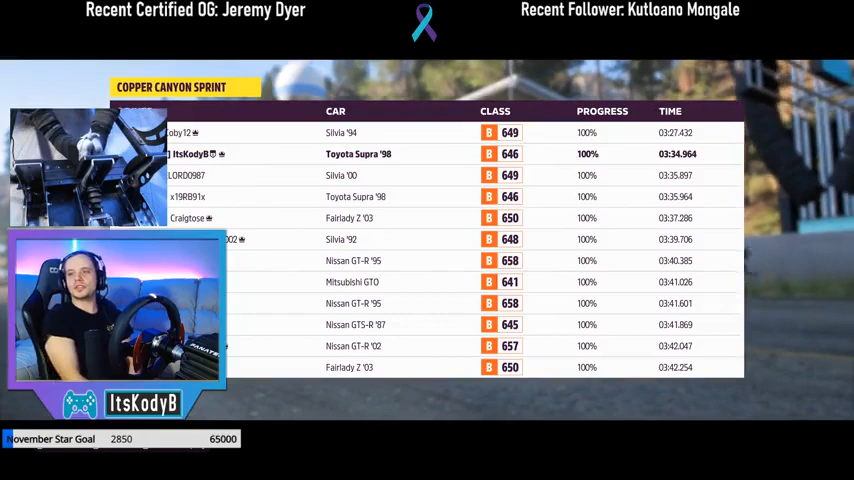 Recent Certified OG: Jeremy Dyer
Recent Follower: Kutloano Mongale
COPPER CANYON SPRINT
CAR CLASS PROGRESS TIME
oby12 Silvia '94 B 649 100% 03:27.432
] ItsKodyB Toyota Supra '98 B 646 100% 03:34.964
LORD0987 Silvia '00 B 649 100% 03:35.897
x19RB91x Toyota Supra '98 B 646 100% 03:35.964
Craigtose Fairlady Z '03 B 650 100% 03:37.286
002 Silvia '92 B 648 100% 03:39.706
Nissan GT-R '95 B 658 100% 03:40.385
Mitsubishi GTO B 641 100% 03:41.026
Nissan GT-R '95 B 658 100% 03:41.601
Nissan GTS-R '87 B 645 100% 03:41.869
Nissan GT-R '02 B 657 100% 03:42.047
Fairlady Z '03 B 650 100% 03:42.254
FANATEC
ItsKodyB
November Star Goal 2850 65000